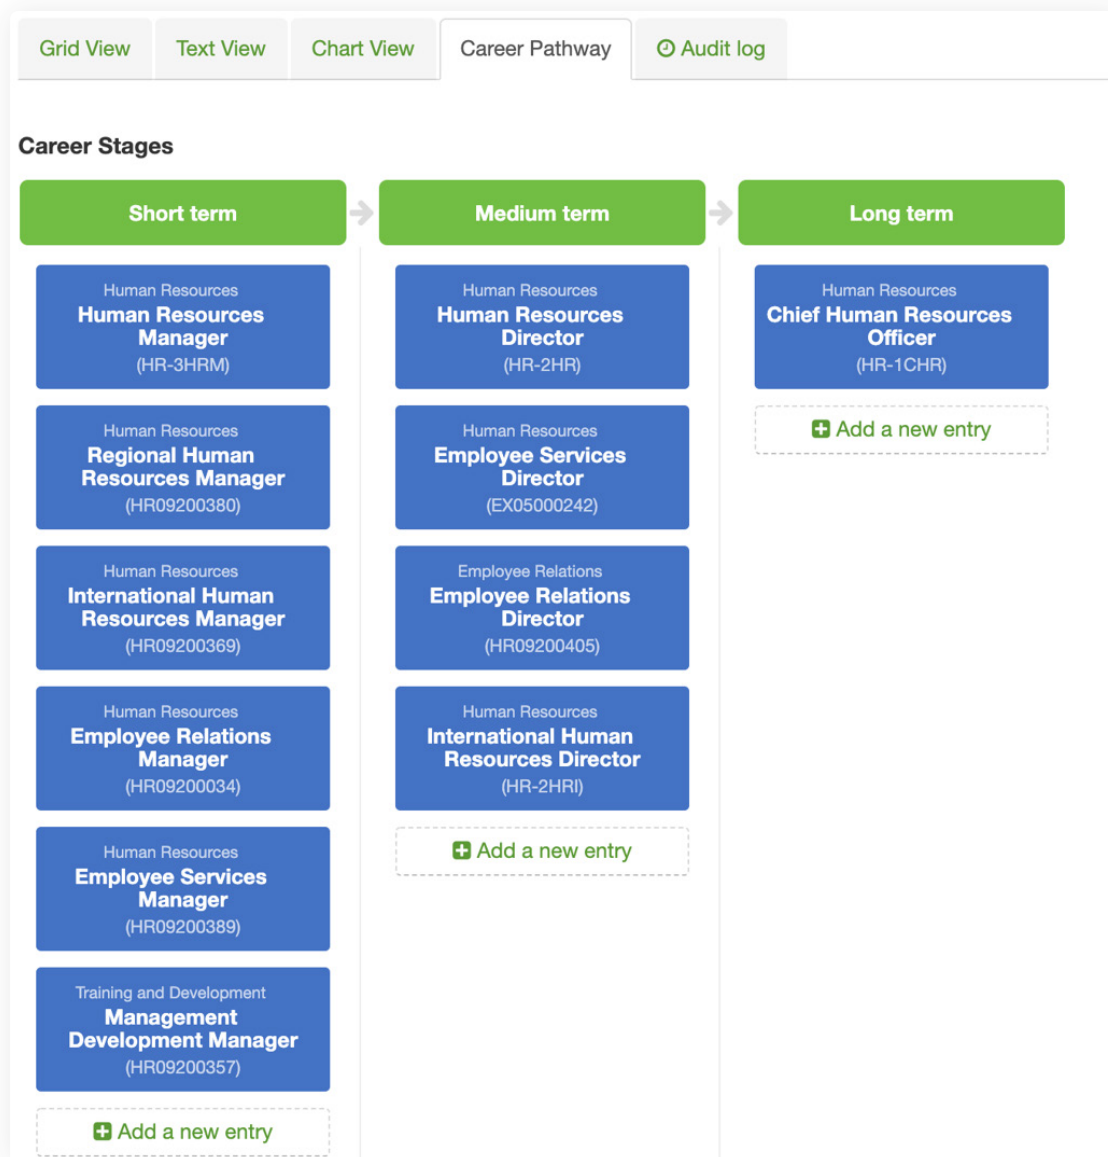 Grid View
Text View
Chart View
Career Pathway
Audit log
Career Stages
Short term
Medium term
Long term
Human Resources
Human Resources
Manager
(HR-3HRM)
Human Resources
Regional Human
Resources Manager
(HR09200380)
Human Resources
International Human
Resources Manager
(HR09200369)
Human Resources
Employee Relations
Manager
(HR09200034)
Human Resources
Employee Services
Manager
(HR09200389)
Training and Development
Management
Development Manager
(HR09200357)
Add a new entry
Human Resources
Human Resources
Director
(HR-2HR)
Human Resources
Employee Services
Director
(EX05000242)
Employee Relations
Employee Relations
Director
(HR09200405)
Human Resources
International Human
Resources Director
(HR-2HRI)
Add a new entry
Human Resources
Chief Human Resources
Officer
(HR-1CHR)
Add a new entry